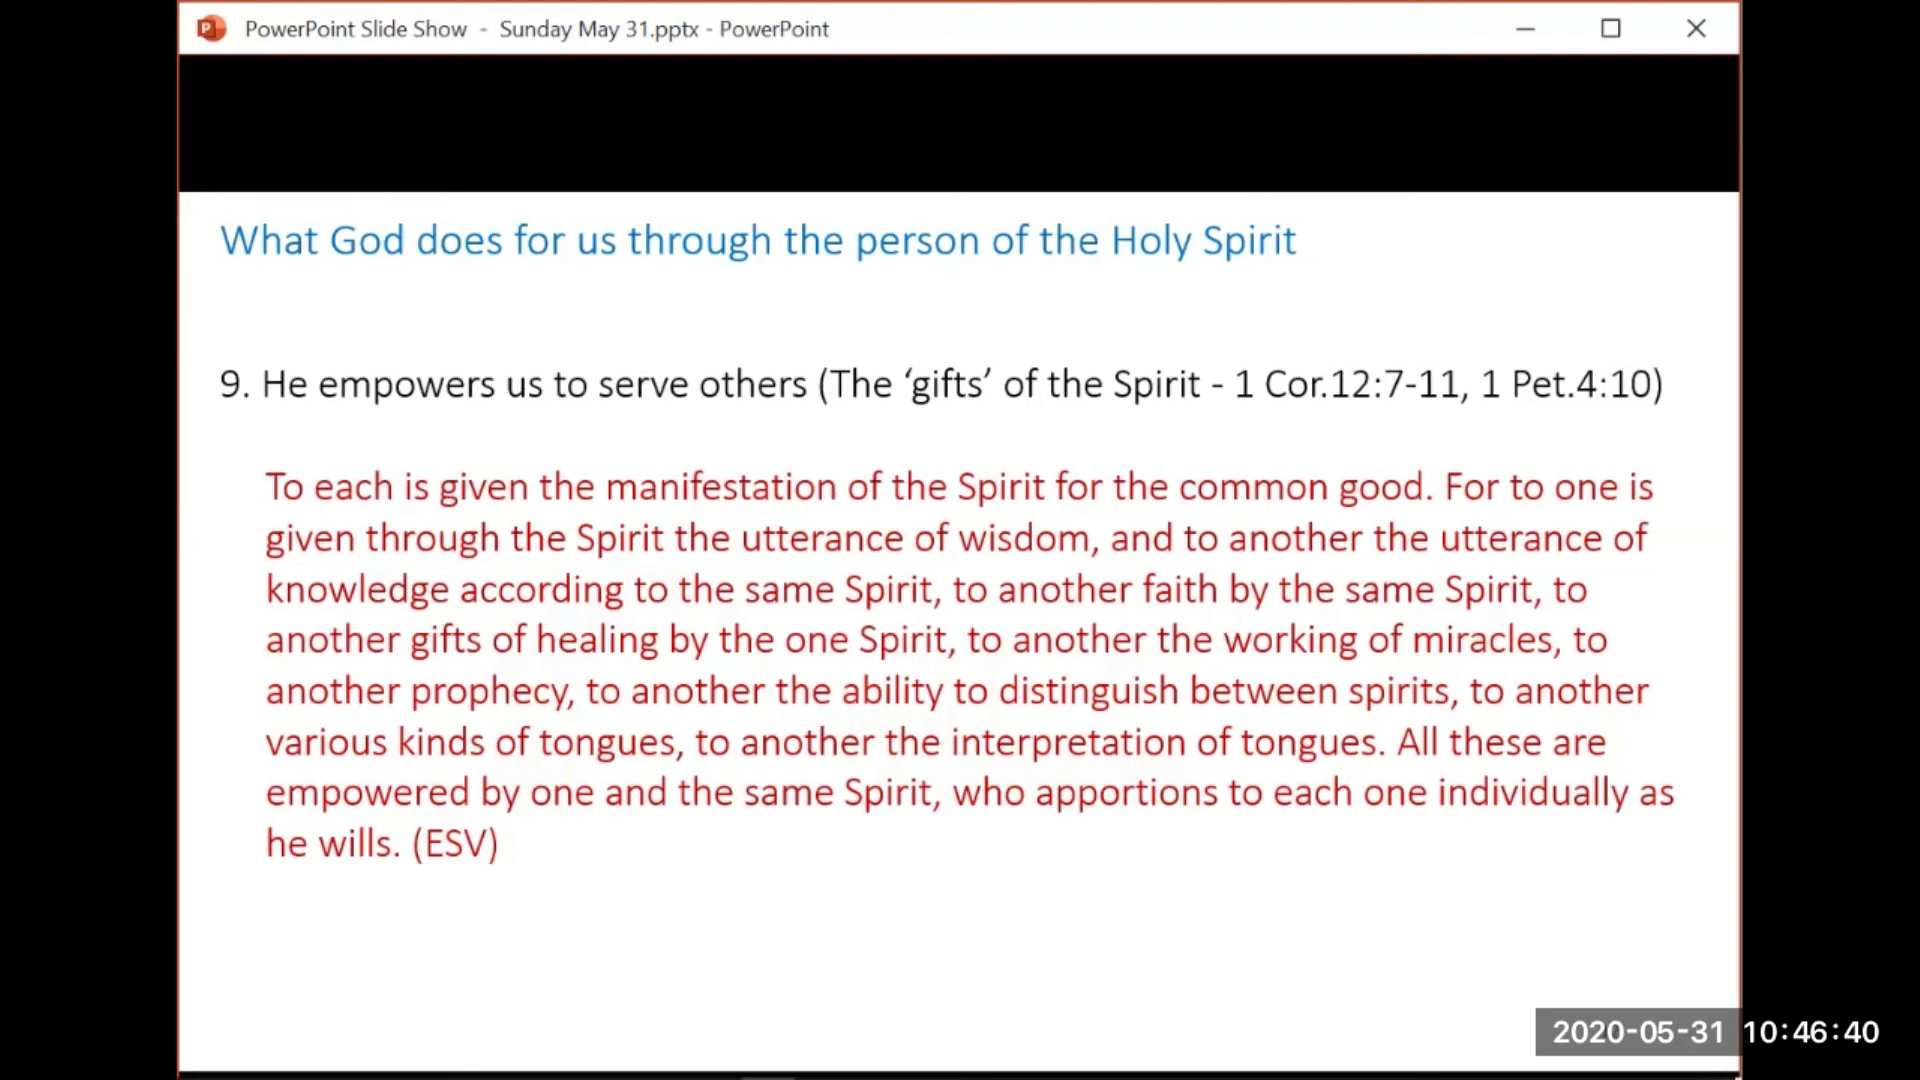 PowerPoint Slide Show - Sunday May 31.pptx - PowerPoint
What God does for us through the person of the Holy Spirit
9. He empowers us to serve others (The ‘gifts’ of the Spirit - 1 Cor.12:7-11, 1 Pet.4:10)
To each is given the manifestation of the Spirit for the common good. For to one is
given through the Spirit the utterance of wisdom, and to another the utterance of
knowledge according to the same Spirit, to another faith by the same Spirit, to
another gifts of healing by the one Spirit, to another the working of miracles, to
another prophecy, to another the ability to distinguish between spirits, to another
various kinds of tongues, to another the interpretation of tongues. All these are
empowered by one and the same Spirit, who apportions to each one individually as
he wills. (ESV)
2020-05-31 10:46:40